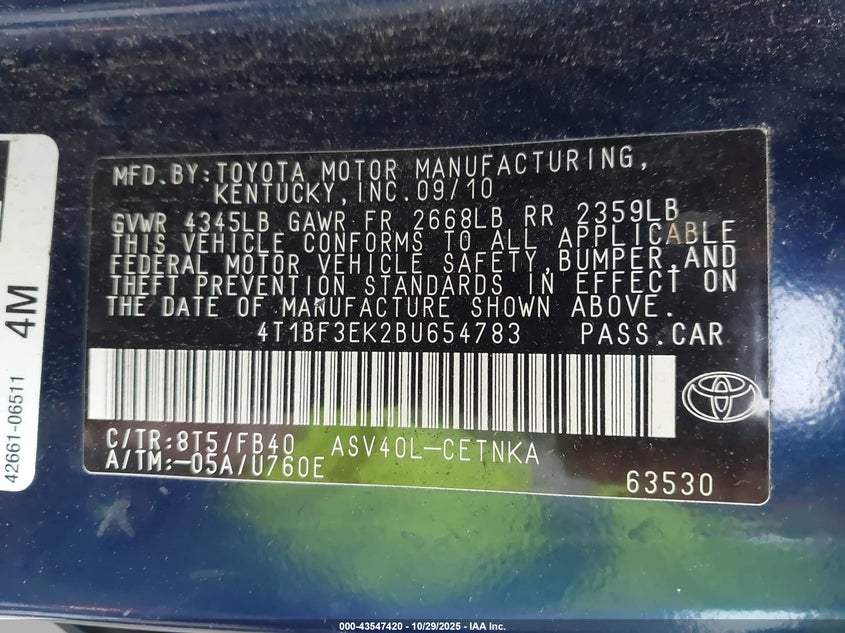 MFD.BY:TOYOTA MOTOR MANUFACTURING,
KENTUCKY,INC.09/10
GVWR 4345LB GAWR FR 2668LB RR 2359LB
THIS VEHICLE CONFORMS TO ALL APPLICABLE
FEDERAL MOTOR VEHICLE SAFETY,BUMPER,AND
THEFT PREVENTION STANDARDS IN EFFECT ON
THE DATE OF MANUFACTURE SHOWN ABOVE.
4T1BF3EK2BU654783 PASS.CAR
C/TR:8T5/FB40 ASV40L-CETNKA
A/TM:-05A/U760E
63530
4M
42661-06511
000-43547420 - 10/29/2025 - IAA Inc.